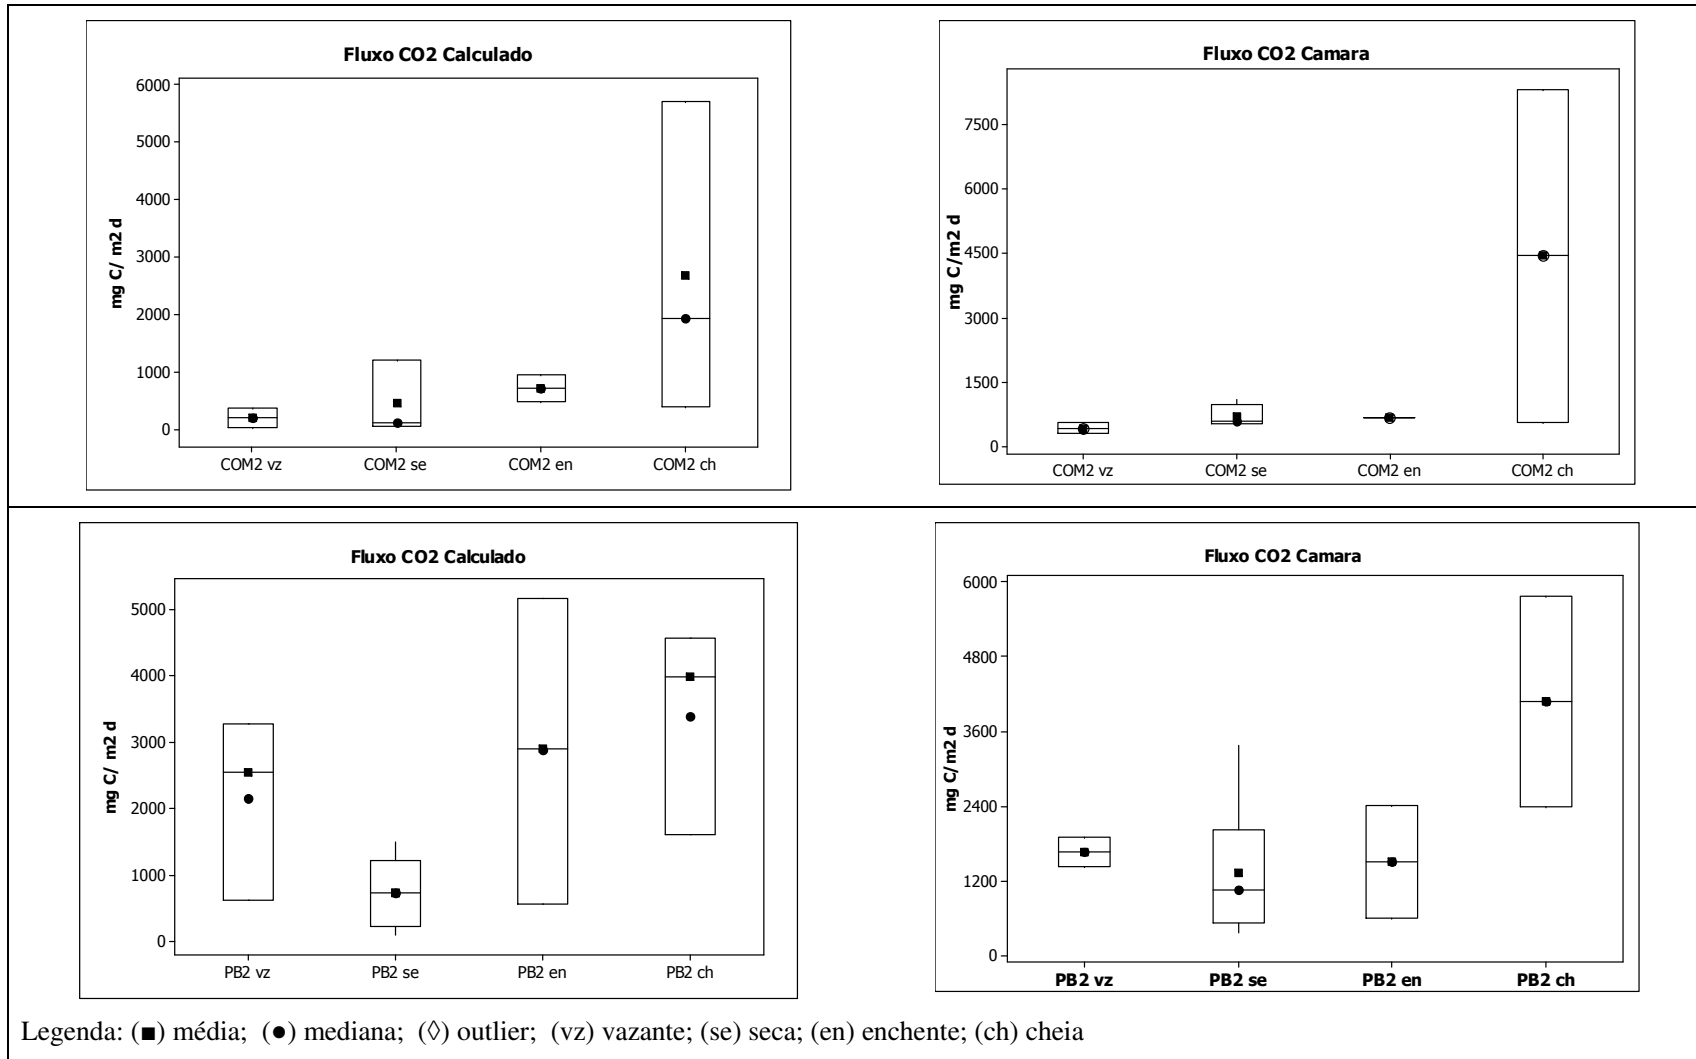 Fluxo CO2 Calculado
mg C/ m2 d
6000
5000
4000
3000
2000
1000
0
COM2 vz COM2 se COM2 en COM2 ch
Fluxo CO2 Camara
mg C/m2 d
7500
6000
4500
3000
1500
0
COM2 vz COM2 se COM2 en COM2 ch
Fluxo CO2 Calculado
mg C/ m2 d
5000
4000
3000
2000
1000
0
PB2 vz PB2 se PB2 en PB2 ch
Fluxo CO2 Camara
mg C/m2 d
6000
4800
3600
2400
1200
0
PB2 vz PB2 se PB2 en PB2 ch
Legenda: (■) média; (●) mediana; (◊) outlier; (vz) vazante; (se) seca; (en) enchente; (ch) cheia